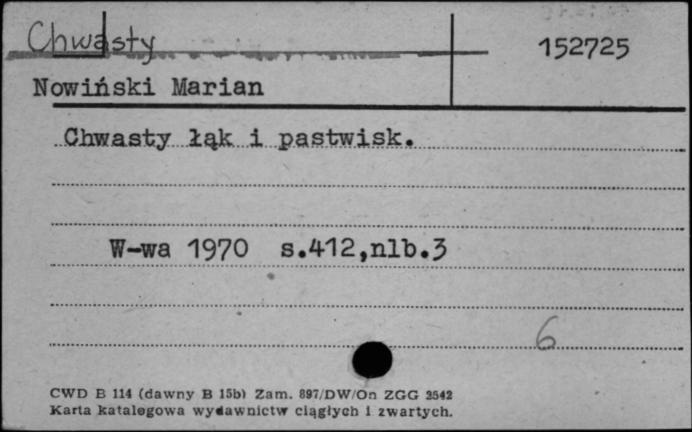 Chwasty 152725
Nowiński Marian
Chwasty łąk i pastwisk.
W-wa 1970 s.412,nlb.3
6
CWD B 114 (dawny B 15b) Zam. 897/DW/On ZGG 2542
Karta katalogowa wydawnictw ciągłych i zwartych.